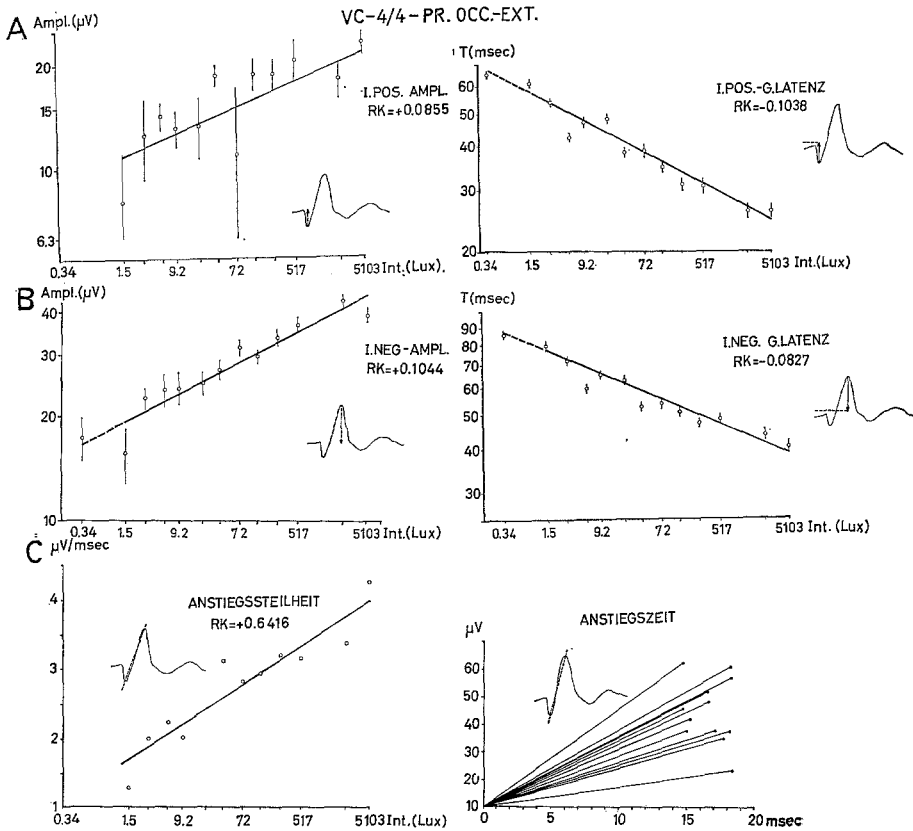 VC-4/4-PR. OCC.-EXT.
A
Ampl.(µV)
20
15
10
6.3
0.34 1.5 9.2 72 517 5103 Int.(Lux)
I.POS. AMPL.
RK=+0.0855
T(msec)
60
50
40
30
20
0.34 1.5 9.2 72 517 5103 Int.(Lux)
I.POS.-G.LATENZ
RK=-0.1038
B
Ampl.(µV)
40
30
20
10
0.34 1.5 9.2 72 517 5103 Int.(Lux)
I.NEG-AMPL.
RK=+0.1044
T(msec)
90
80
70
60
50
40
30
0.34 1.5 9.2 72 517 5103 Int.(Lux)
I.NEG. G.LATENZ
RK=-0.0827
C
µV/msec
4
3
2
1
0.34 1.5 9.2 72 517 5103 Int.(Lux)
ANSTIEGSSTEILHEIT
RK=+0.6416
ANSTIEGSZEIT
µV
60
50
40
30
20
10
0 5 10 15 20 msec